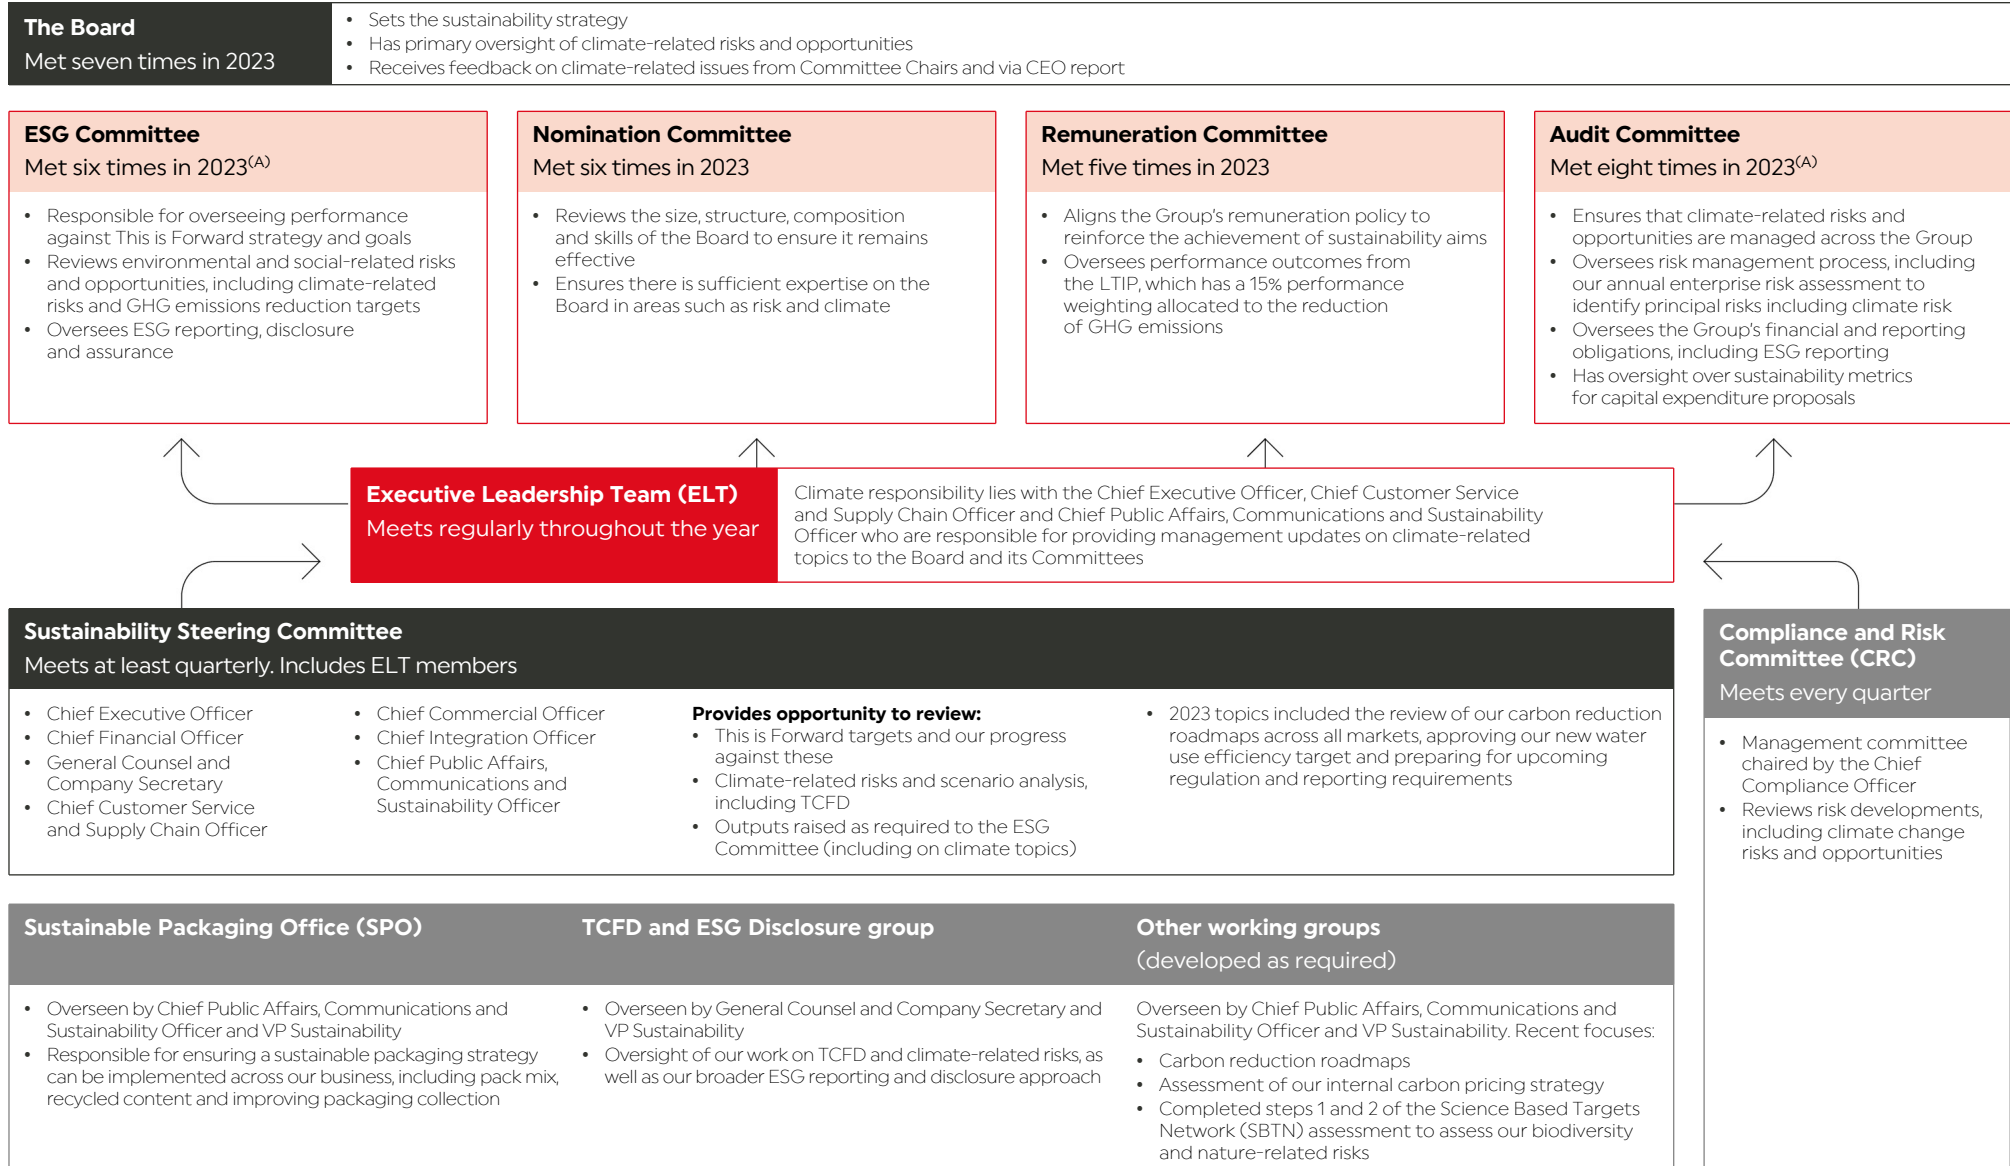 The Board
Met seven times in 2023
• Sets the sustainability strategy
• Has primary oversight of climate-related risks and opportunities
• Receives feedback on climate-related issues from Committee Chairs and via CEO report
ESG Committee
Met six times in 2023(A)
• Responsible for overseeing performance
against This is Forward strategy and goals
• Reviews environmental and social-related risks
and opportunities, including climate-related
risks and GHG emissions reduction targets
• Oversees ESG reporting, disclosure
and assurance
Nomination Committee
Met six times in 2023
• Reviews the size, structure, composition
and skills of the Board to ensure it remains
effective
• Ensures there is sufficient expertise on the
Board in areas such as risk and climate
Remuneration Committee
Met five times in 2023
• Aligns the Group's remuneration policy to
reinforce the achievement of sustainability aims
• Oversees performance outcomes from
the LTIP, which has a 15% performance
weighting allocated to the reduction
of GHG emissions
Audit Committee
Met eight times in 2023(A)
• Ensures that climate-related risks and
opportunities are managed across the Group
• Oversees risk management process, including
our annual enterprise risk assessment to
identify principal risks including climate risk
• Oversees the Group's financial and reporting
obligations, including ESG reporting
• Has oversight over sustainability metrics
for capital expenditure proposals
Executive Leadership Team (ELT)
Meets regularly throughout the year
Climate responsibility lies with the Chief Executive Officer, Chief Customer Service
and Supply Chain Officer and Chief Public Affairs, Communications and Sustainability
Officer who are responsible for providing management updates on climate-related
topics to the Board and its Committees
Sustainability Steering Committee
Meets at least quarterly. Includes ELT members
• Chief Executive Officer
• Chief Financial Officer
• General Counsel and
Company Secretary
• Chief Customer Service
and Supply Chain Officer
• Chief Commercial Officer
• Chief Integration Officer
• Chief Public Affairs,
Communications and
Sustainability Officer
Provides opportunity to review:
• This is Forward targets and our progress
against these
• Climate-related risks and scenario analysis,
including TCFD
• Outputs raised as required to the ESG
Committee (including on climate topics)
• 2023 topics included the review of our carbon reduction
roadmaps across all markets, approving our new water
use efficiency target and preparing for upcoming
regulation and reporting requirements
Compliance and Risk
Committee (CRC)
Meets every quarter
• Management committee
chaired by the Chief
Compliance Officer
• Reviews risk developments,
including climate change
risks and opportunities
Sustainable Packaging Office (SPO)
• Overseen by Chief Public Affairs, Communications and
Sustainability Officer and VP Sustainability
• Responsible for ensuring a sustainable packaging strategy
can be implemented across our business, including pack mix,
recycled content and improving packaging collection
TCFD and ESG Disclosure group
• Overseen by General Counsel and Company Secretary and
VP Sustainability
• Oversight of our work on TCFD and climate-related risks, as
well as our broader ESG reporting and disclosure approach
Other working groups
(developed as required)
Overseen by Chief Public Affairs, Communications and
Sustainability Officer and VP Sustainability. Recent focuses:
• Carbon reduction roadmaps
• Assessment of our internal carbon pricing strategy
• Completed steps 1 and 2 of the Science Based Targets
Network (SBTN) assessment to assess our biodiversity
and nature-related risks